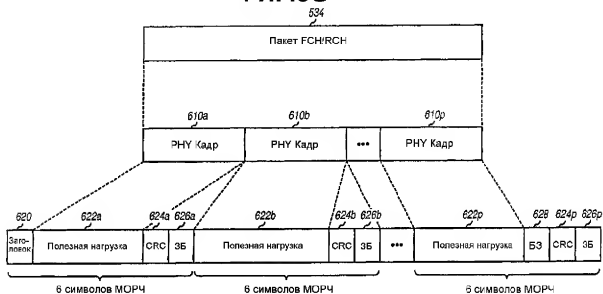 534
Пакет FCH/RCH
610a 610b 610p
PHY Кадр PHY Кадр ••• PHY Кадр
620 622a 624a 626a 622b 624b 626b 622p 628 624p 626p
Заго-
ловок Полезная нагрузка CRC ЗБ Полезная нагрузка CRC ЗБ ••• Полезная нагрузка БЗ CRC ЗБ
6 символов МОРЧ 6 символов МОРЧ 6 символов МОРЧ